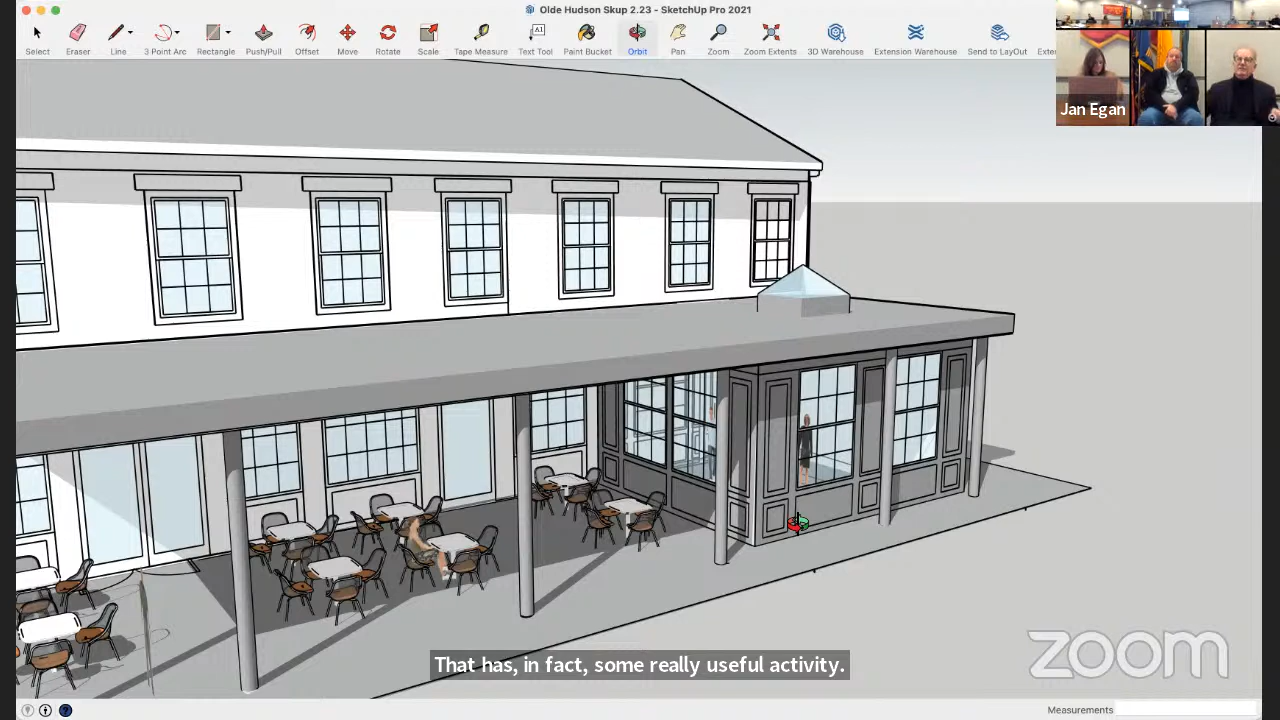 Olde Hudson Skup 2.23 - SketchUp Pro 2021
Select
Eraser
Line
3 Point Arc
Rectangle
Push/Pull
Offset
Move
Rotate
Scale
Tape Measure
A1
Text Tool
Paint Bucket
Orbit
Pan
Zoom
Zoom Extents
3D Warehouse
Extension Warehouse
Send to LayOut
Exter
Jan Egan
That has, in fact, some really useful activity.
zoom
Measurements